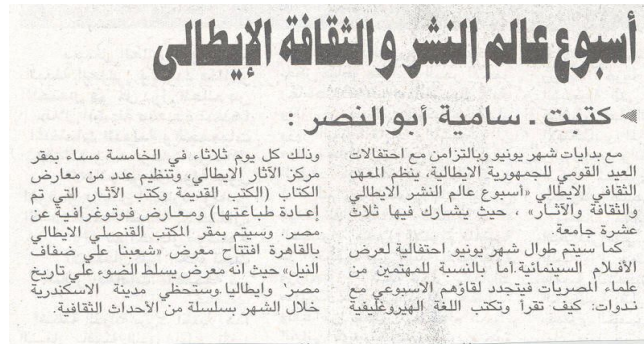 أسبوع عالم النشر والثقافة الإيطالى
كتبت ـ سامية أبو النصر :
مع بدايات شهر يونيو وبالتزامن مع احتفالات
العيد القومي للجمهورية الايطالية، ينظم المعهد
الثقافي الايطالي «أسبوع عالم النشر الايطالي
والثقافة والآثار» ، حيث يشارك فيها ثلاث
عشرة جامعة.
كما سيتم طوال شهر يونيو احتفالية لعرض
الأفلام السينمائية.أما بالنسبة للمهتمين من
علماء المصريات فيتجدد لقاؤهم الاسبوعي مع
ندوات: كيف تقرأ وتكتب اللغة الهيروغليفية
وذلك كل يوم ثلاثاء في الخامسة مساء بمقر
مركز الآثار الايطالي، وتنظيم عدد من معارض
الكتاب (الكتب القديمة وكتب الآثار التي تم
إعادة طباعتها) ومعارض فوتوغرافية عن
مصر. وسيتم بمقر المكتب القنصلي الايطالي
بالقاهرة افتتاح معرض «شعبنا علي ضفاف
النيل» حيث انه معرض يسلط الضوء علي تاريخ
مصر وايطاليا.وستحظي مدينة الاسكندرية
خلال الشهر بسلسلة من الأحداث الثقافية.